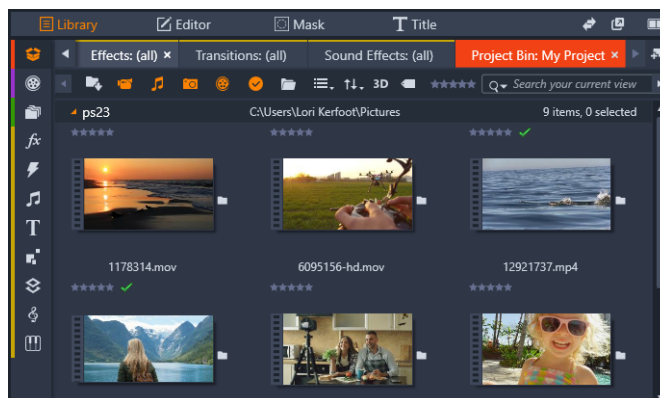 Library Editor Mask Title
Effects: (all) × Transitions: (all) Sound Effects: (all) Project Bin: My Project ×
3D Search your current view
ps23 C:\Users\Lori Kerfoot\Pictures 9 items, 0 selected
fx
T
1178314.mov 6095156-hd.mov 12921737.mp4